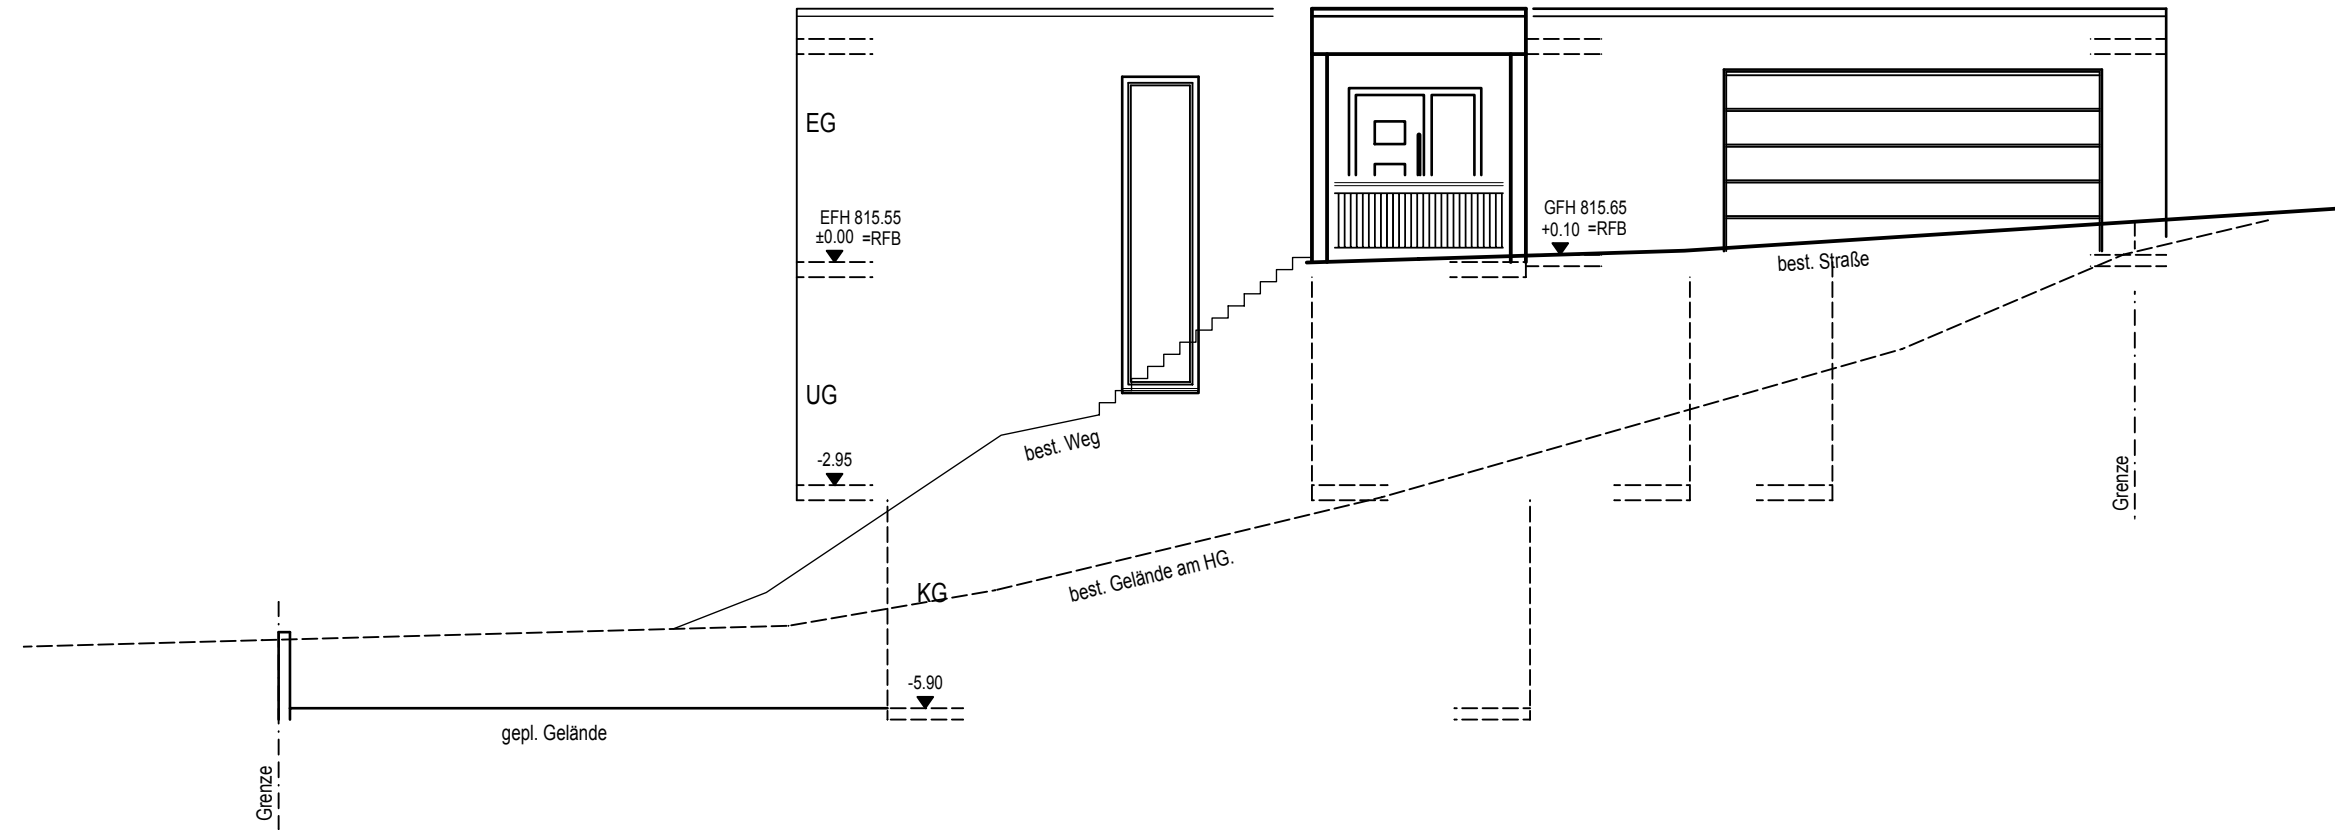 EG
EFH 815.55
±0.00 =RFB
GFH 815.65
+0.10 =RFB
best. Straße
UG
best. Weg
-2.95
Grenze
best. Gelände am HG.
KG
-5.90
gepl. Gelände
Grenze